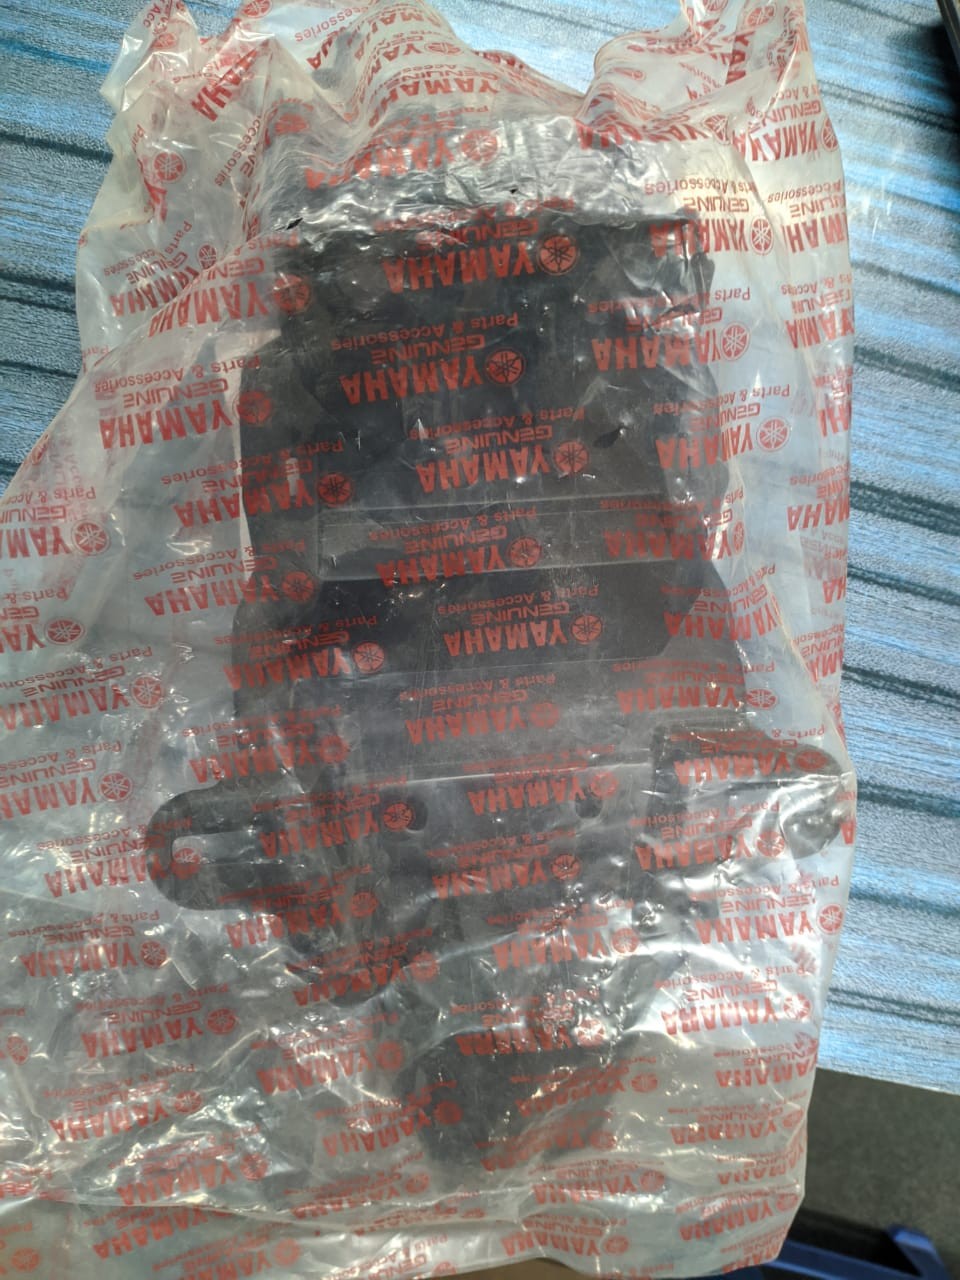 YAMAHA
GENUINE
Parts & Accessories